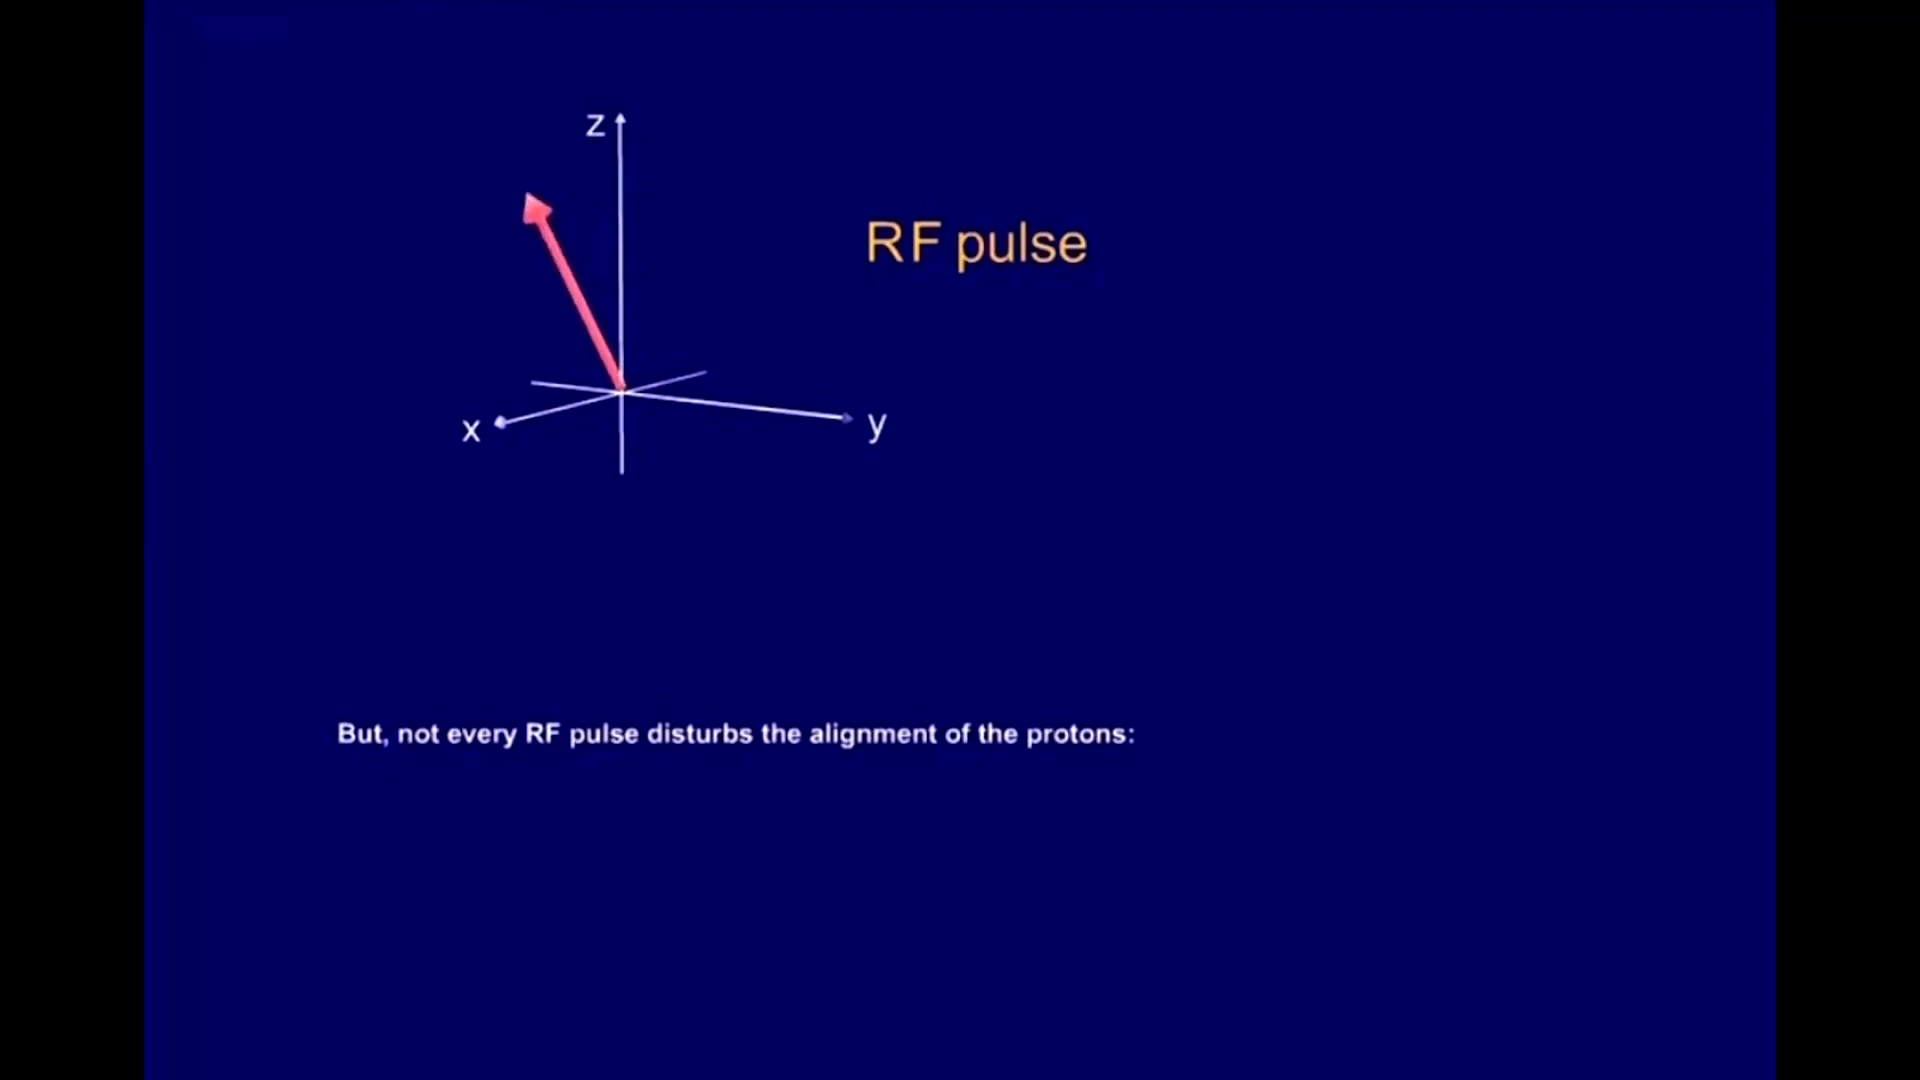 z
RF pulse
x
y
But, not every RF pulse disturbs the alignment of the protons: